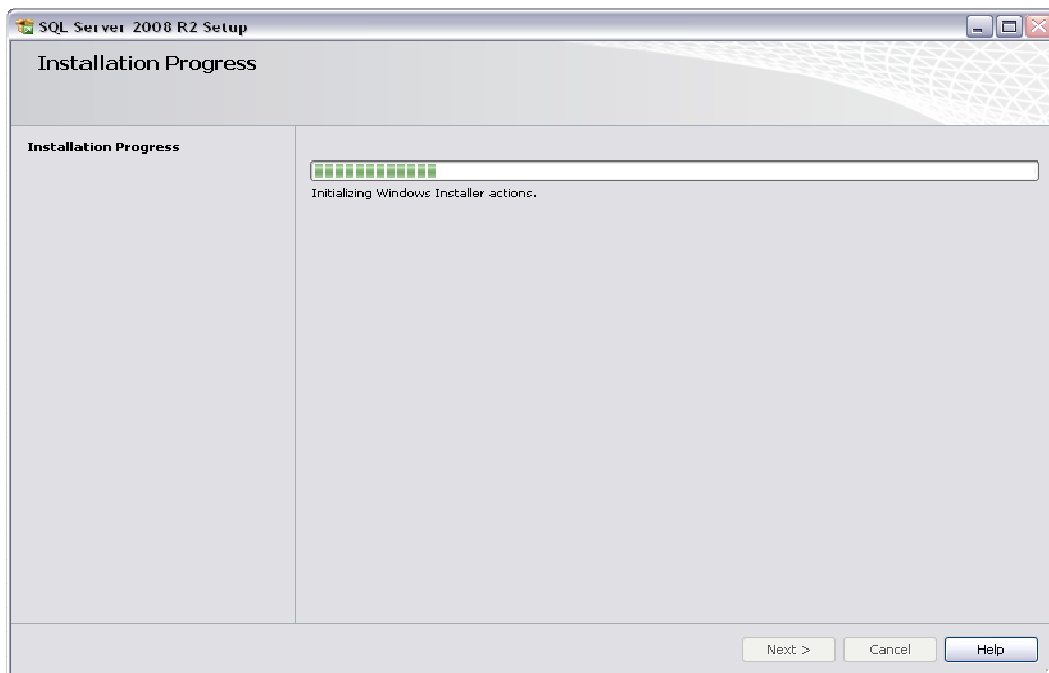 SQL Server 2008 R2 Setup
Installation Progress
Installation Progress
Initializing Windows Installer actions.
Next >
Cancel
Help